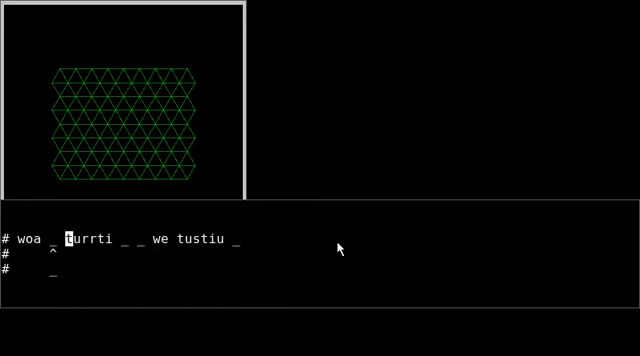 # woa _ turrti _ _ we tustiu _
#     ^
#     _